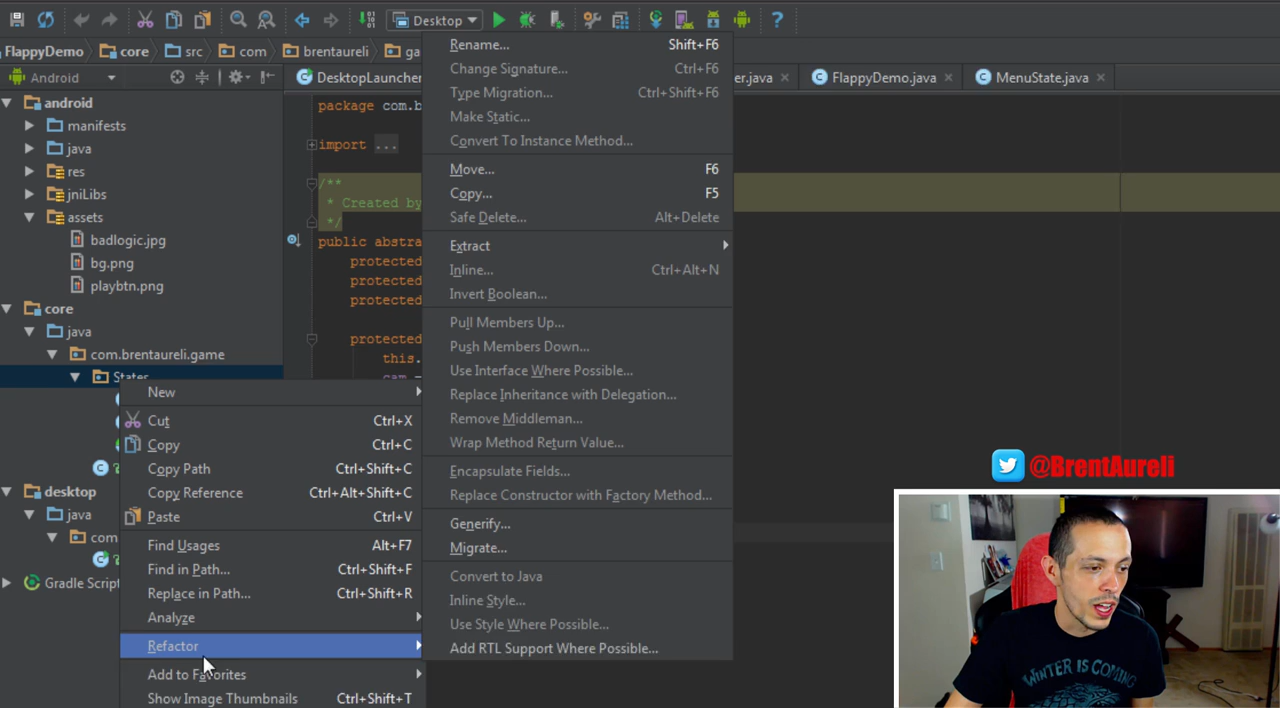 Desktop
FlappyDemo core src com brentaureli
Android
DesktopLauncher
er.java
FlappyDemo.java
MenuState.java
android
manifests
java
res
jniLibs
assets
badlogic.jpg
bg.png
playbtn.png
core
java
com.brentaureli.game
States
desktop
java
com
Gradle Script
package com.b
import ...
/**
* Created by
*/
public abstra
protected
protected
protected
protected
this.
cam =
New
Cut Ctrl+X
Copy Ctrl+C
Copy Path Ctrl+Shift+C
Copy Reference Ctrl+Alt+Shift+C
Paste Ctrl+V
Find Usages Alt+F7
Find in Path... Ctrl+Shift+F
Replace in Path... Ctrl+Shift+R
Analyze
Refactor
Add to Favorites
Show Image Thumbnails Ctrl+Shift+T
Rename... Shift+F6
Change Signature... Ctrl+F6
Type Migration... Ctrl+Shift+F6
Make Static...
Convert To Instance Method...
Move... F6
Copy... F5
Safe Delete... Alt+Delete
Extract
Inline... Ctrl+Alt+N
Invert Boolean...
Pull Members Up...
Push Members Down...
Use Interface Where Possible...
Replace Inheritance with Delegation...
Remove Middleman...
Wrap Method Return Value...
Encapsulate Fields...
Replace Constructor with Factory Method...
Generify...
Migrate...
Convert to Java
Inline Style...
Use Style Where Possible...
Add RTL Support Where Possible...
@BrentAureli
WINTER IS COMING